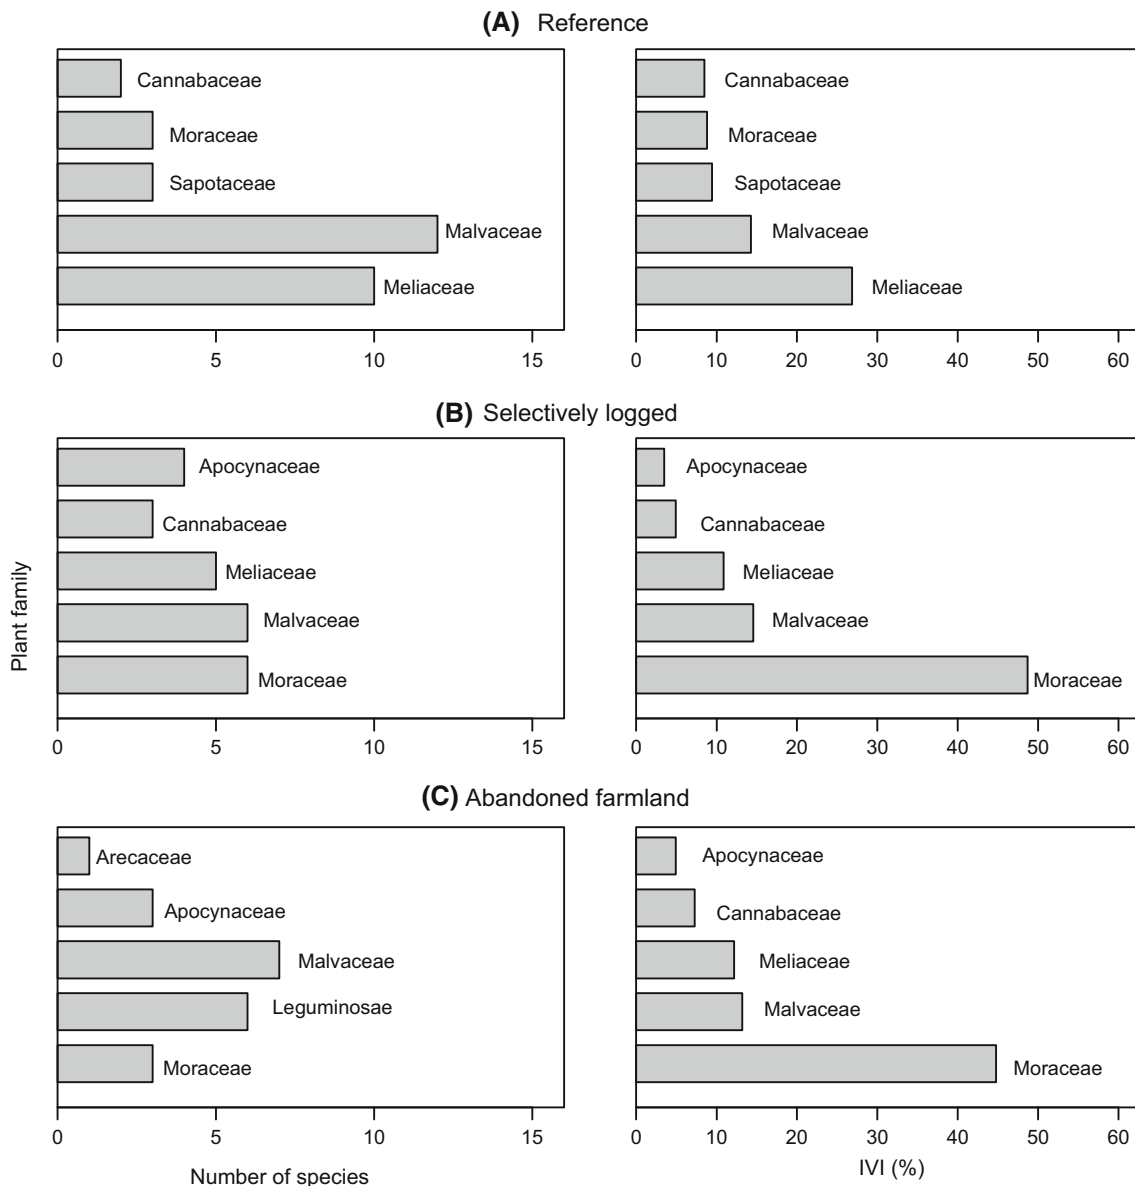 (A) Reference
Cannabaceae
Moraceae
Sapotaceae
Malvaceae
Meliaceae
0 5 10 15
Cannabaceae
Moraceae
Sapotaceae
Malvaceae
Meliaceae
0 10 20 30 40 50 60
(B) Selectively logged
Plant family
Apocynaceae
Cannabaceae
Meliaceae
Malvaceae
Moraceae
0 5 10 15
Apocynaceae
Cannabaceae
Meliaceae
Malvaceae
Moraceae
0 10 20 30 40 50 60
(C) Abandoned farmland
Arecaceae
Apocynaceae
Malvaceae
Leguminosae
Moraceae
0 5 10 15
Number of species
Apocynaceae
Cannabaceae
Meliaceae
Malvaceae
Moraceae
0 10 20 30 40 50 60
IVI (%)